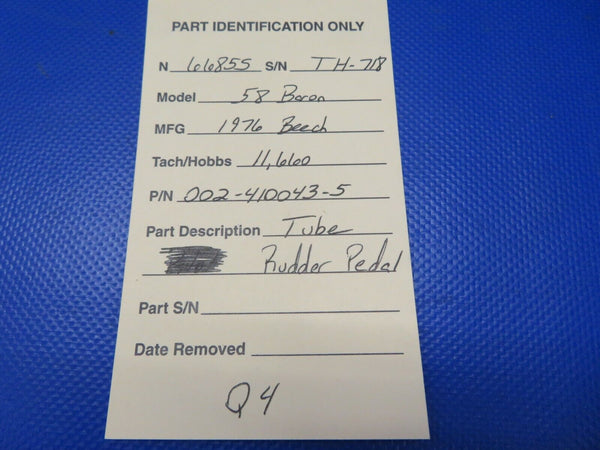 PART IDENTIFICATION ONLY
N 66855 S/N TH-718
Model 58 Baron
MFG 1976 Beech
Tach/Hobbs 11,660
P/N 002-410043-5
Part Description Tube
Rudder Pedal
Part S/N
Date Removed
Q4